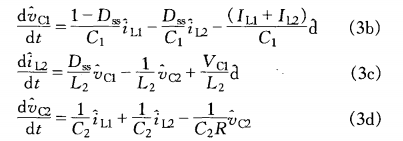 dv̂_C1/dt = (1-D_ss)/C_1 î_L1 - D_ss/C_1 î_L2 - (I_L1+I_L2)/C_1 d̂ (3b)
dî_L2/dt = D_ss/L_2 v̂_C1 - 1/L_2 v̂_C2 + V_C1/L_2 d̂ (3c)
dv̂_C2/dt = 1/C_2 î_L1 + 1/C_2 î_L2 - 1/(C_2R) v̂_C2 (3d)